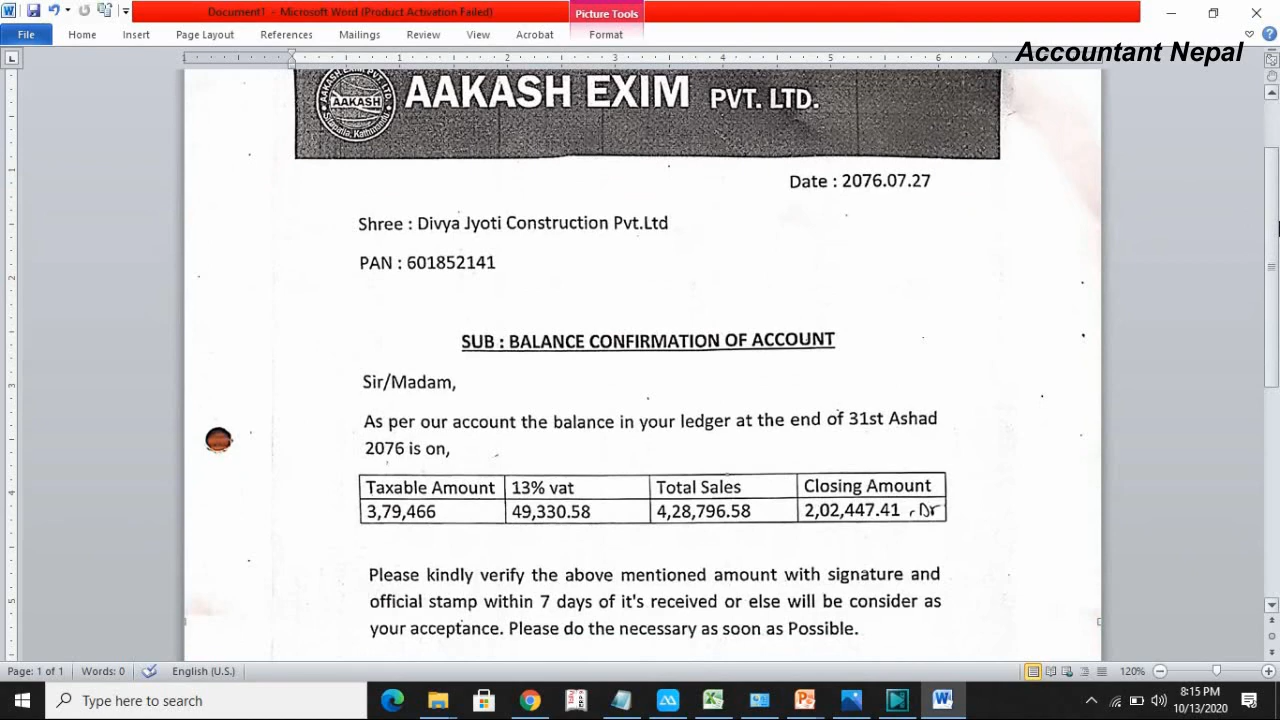 Document1 - Microsoft Word (Product Activation Failed)
Picture Tools
File Home Insert Page Layout References Mailings Review View Acrobat Format
Accountant Nepal
AAKASH
AAKASH EXIM PVT. LTD.
Date : 2076.07.27
Shree : Divya Jyoti Construction Pvt.Ltd
PAN : 601852141
SUB : BALANCE CONFIRMATION OF ACCOUNT
Sir/Madam,
As per our account the balance in your ledger at the end of 31st Ashad
2076 is on,
Taxable Amount 13% vat Total Sales Closing Amount
3,79,466 49,330.58 4,28,796.58 2,02,447.41 Dr
Please kindly verify the above mentioned amount with signature and
official stamp within 7 days of it's received or else will be consider as
your acceptance. Please do the necessary as soon as Possible.
Page: 1 of 1 Words: 0 English (U.S.) 120%
Type here to search
8:15 PM
10/13/2020